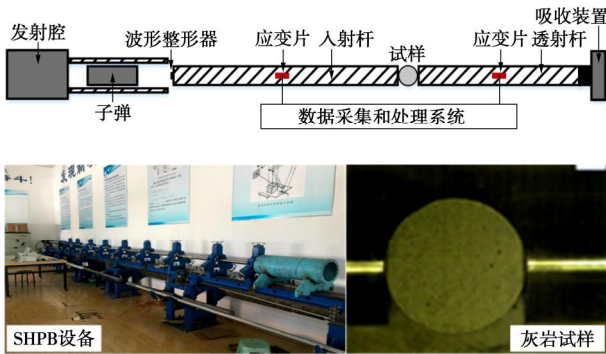 吸收装置
发射腔
波形整形器
应变片
入射杆
试样
应变片
透射杆
子弹
数据采集和处理系统
SHPB设备
灰岩试样